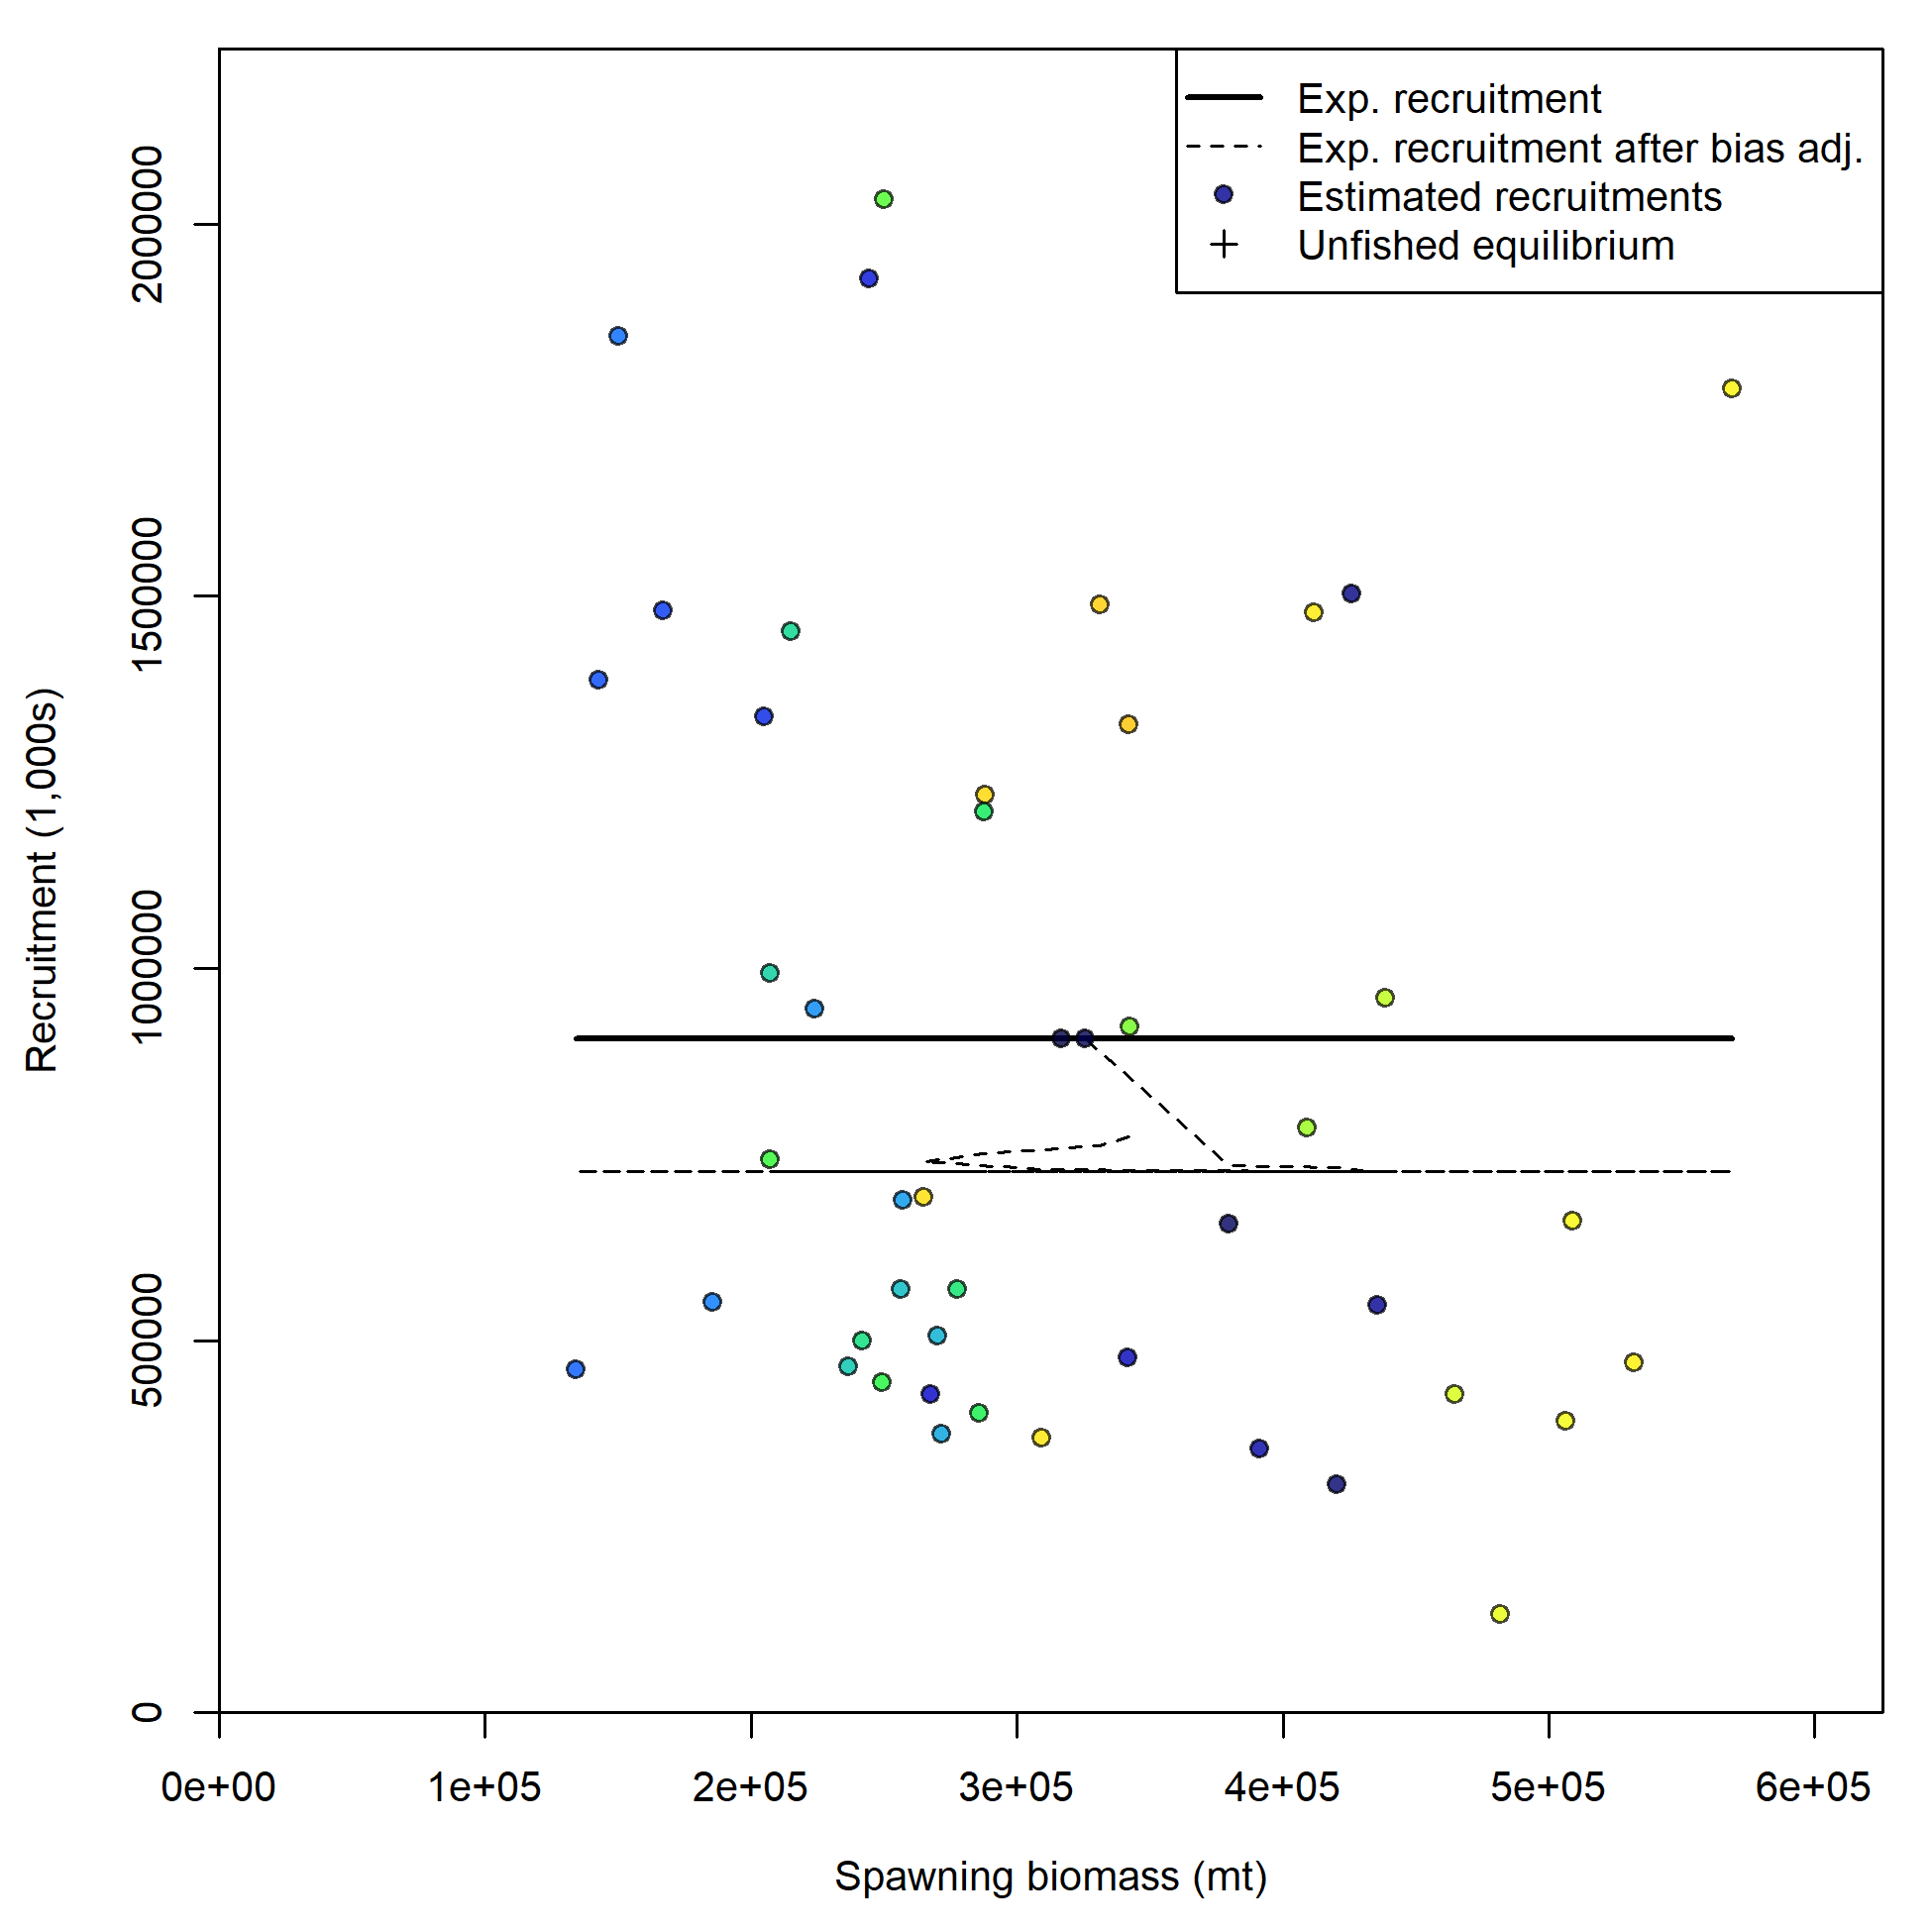 Exp. recruitment
Exp. recruitment after bias adj.
Estimated recruitments
Unfished equilibrium
Recruitment (1,000s)
2000000
1500000
1000000
500000
0
0e+00 1e+05 2e+05 3e+05 4e+05 5e+05 6e+05
Spawning biomass (mt)